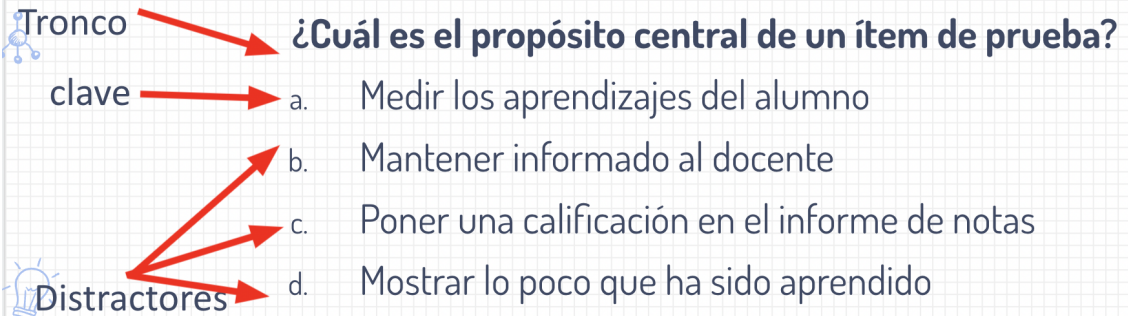 Tronco
¿Cuál es el propósito central de un ítem de prueba?
clave
a. Medir los aprendizajes del alumno
b. Mantener informado al docente
c. Poner una calificación en el informe de notas
d. Mostrar lo poco que ha sido aprendido
Distractores